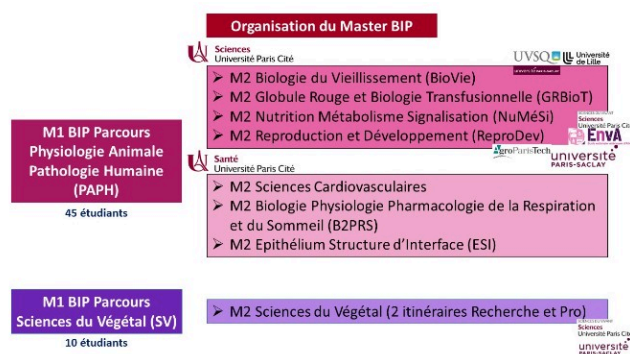 Organisation du Master BIP
Sciences
Université Paris Cité
UVSQ
Université
de Lille
➢ M2 Biologie du Vieillissement (BioVie)
➢ M2 Globule Rouge et Biologie Transfusionnelle (GRBioT)
➢ M2 Nutrition Métabolisme Signalisation (NuMéSi)
➢ M2 Reproduction et Développement (ReproDev)
Sciences
Université Paris Cité
EnvA
AgroParisTech
université
PARIS-SACLAY
M1 BIP Parcours
Physiologie Animale
Pathologie Humaine
(PAPH)
45 étudiants
Santé
Université Paris Cité
➢ M2 Sciences Cardiovasculaires
➢ M2 Biologie Physiologie Pharmacologie de la Respiration
et du Sommeil (B2PRS)
➢ M2 Epithélium Structure d’Interface (ESI)
M1 BIP Parcours
Sciences du Végétal (SV)
10 étudiants
➢ M2 Sciences du Végétal (2 itinéraires Recherche et Pro)
Sciences
Université Paris Cité
université
PARIS-SACLAY